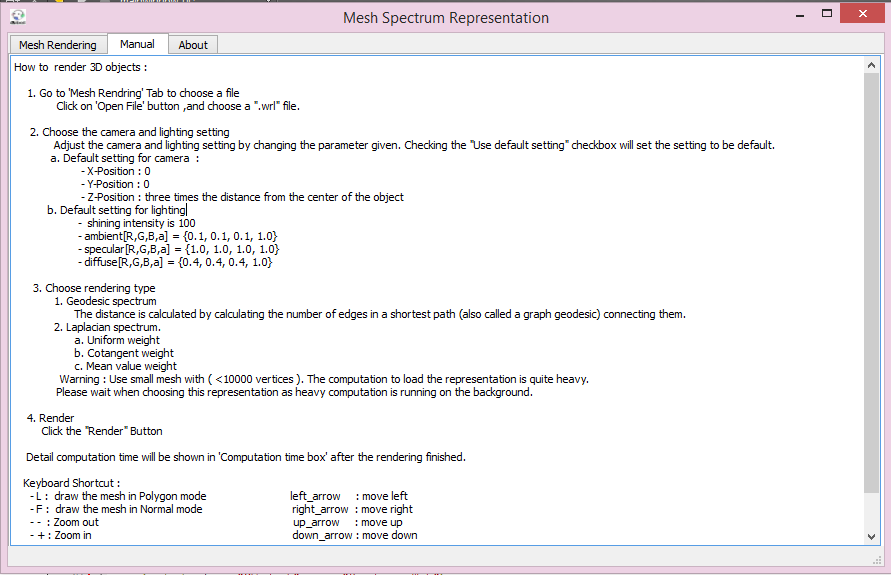 Mesh Spectrum Representation
Mesh Rendering Manual About
How to render 3D objects :
1. Go to 'Mesh Rendring' Tab to choose a file
Click on 'Open File' button ,and choose a ".wrl" file.
2. Choose the camera and lighting setting
Adjust the camera and lighting setting by changing the parameter given. Checking the "Use default setting" checkbox will set the setting to be default.
a. Default setting for camera :
- X-Position : 0
- Y-Position : 0
- Z-Position : three times the distance from the center of the object
b. Default setting for lighting
- shining intensity is 100
- ambient[R,G,B,a] = {0.1, 0.1, 0.1, 1.0}
- specular[R,G,B,a] = {1.0, 1.0, 1.0, 1.0}
- diffuse[R,G,B,a] = {0.4, 0.4, 0.4, 1.0}
3. Choose rendering type
1. Geodesic spectrum
The distance is calculated by calculating the number of edges in a shortest path (also called a graph geodesic) connecting them.
2. Laplacian spectrum.
a. Uniform weight
b. Cotangent weight
c. Mean value weight
Warning : Use small mesh with ( <10000 vertices ). The computation to load the representation is quite heavy.
Please wait when choosing this representation as heavy computation is running on the background.
4. Render
Click the "Render" Button
Detail computation time will be shown in 'Computation time box' after the rendering finished.
Keyboard Shortcut :
- L : draw the mesh in Polygon mode left_arrow : move left
- F : draw the mesh in Normal mode right_arrow : move right
- - : Zoom out up_arrow : move up
- + : Zoom in down_arrow : move down